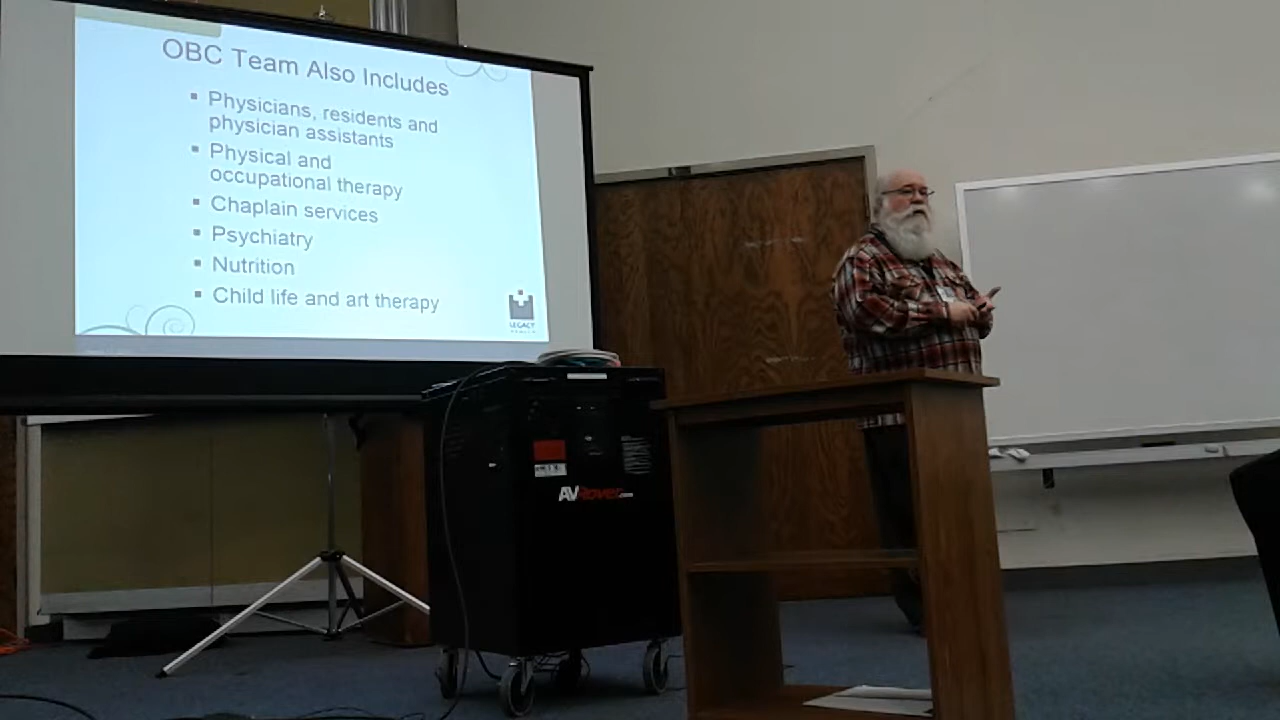 OBC Team Also Includes
▪ Physicians, residents and
physician assistants
▪ Physical and
occupational therapy
▪ Chaplain services
▪ Psychiatry
▪ Nutrition
▪ Child life and art therapy
LEGACY
AVRover.com